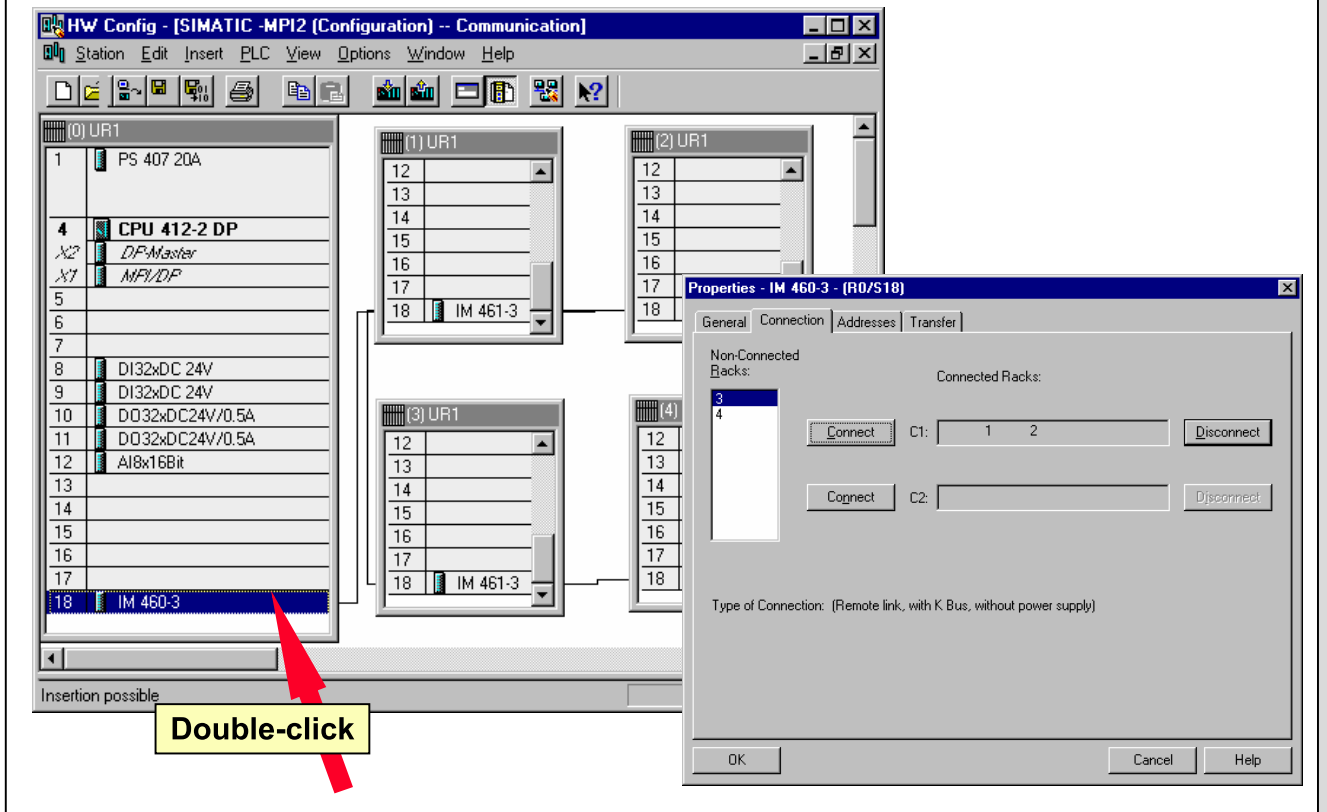 HW Config - [SIMATIC -MPI2 (Configuration) -- Communication]
Station Edit Insert PLC View Options Window Help
(0) UR1
1 PS 407 20A
4 CPU 412-2 DP
X2 DP-Master
X1 MPI/DP
5
6
7
8 DI32xDC 24V
9 DI32xDC 24V
10 DO32xDC24V/0.5A
11 DO32xDC24V/0.5A
12 AI8x16Bit
13
14
15
16
17
18 IM 460-3
(1) UR1
12
13
14
15
16
17
18 IM 461-3
(2) UR1
12
13
14
15
16
17
18
(3) UR1
12
13
14
15
16
17
18 IM 461-3
(4)
12
13
14
15
16
17
18
Insertion possible
Double-click
Properties - IM 460-3 - (R0/S18)
General Connection Addresses Transfer
Non-Connected
Racks:
Connected Racks:
3
4
Connect C1: 1 2 Disconnect
Connect C2: Disconnect
Type of Connection: (Remote link, with K Bus, without power supply)
OK Cancel Help